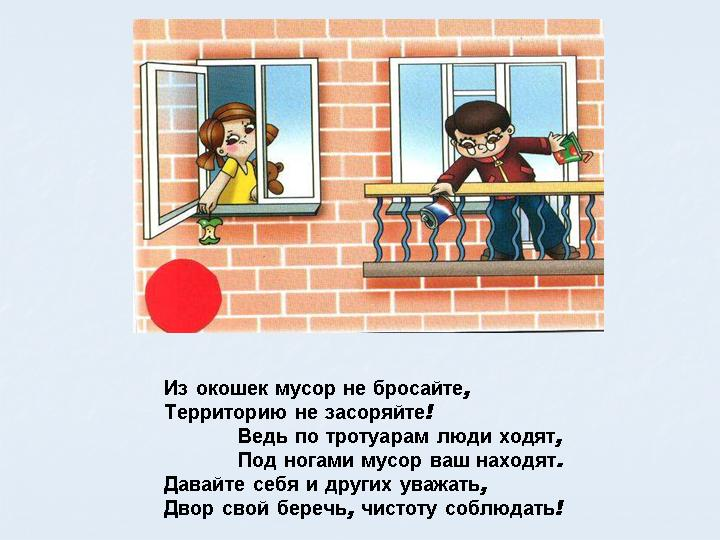 Из окошек мусор не бросайте,
Территорию не засоряйте!
Ведь по тротуарам люди ходят,
Под ногами мусор ваш находят.
Давайте себя и других уважать,
Двор свой беречь, чистоту соблюдать!